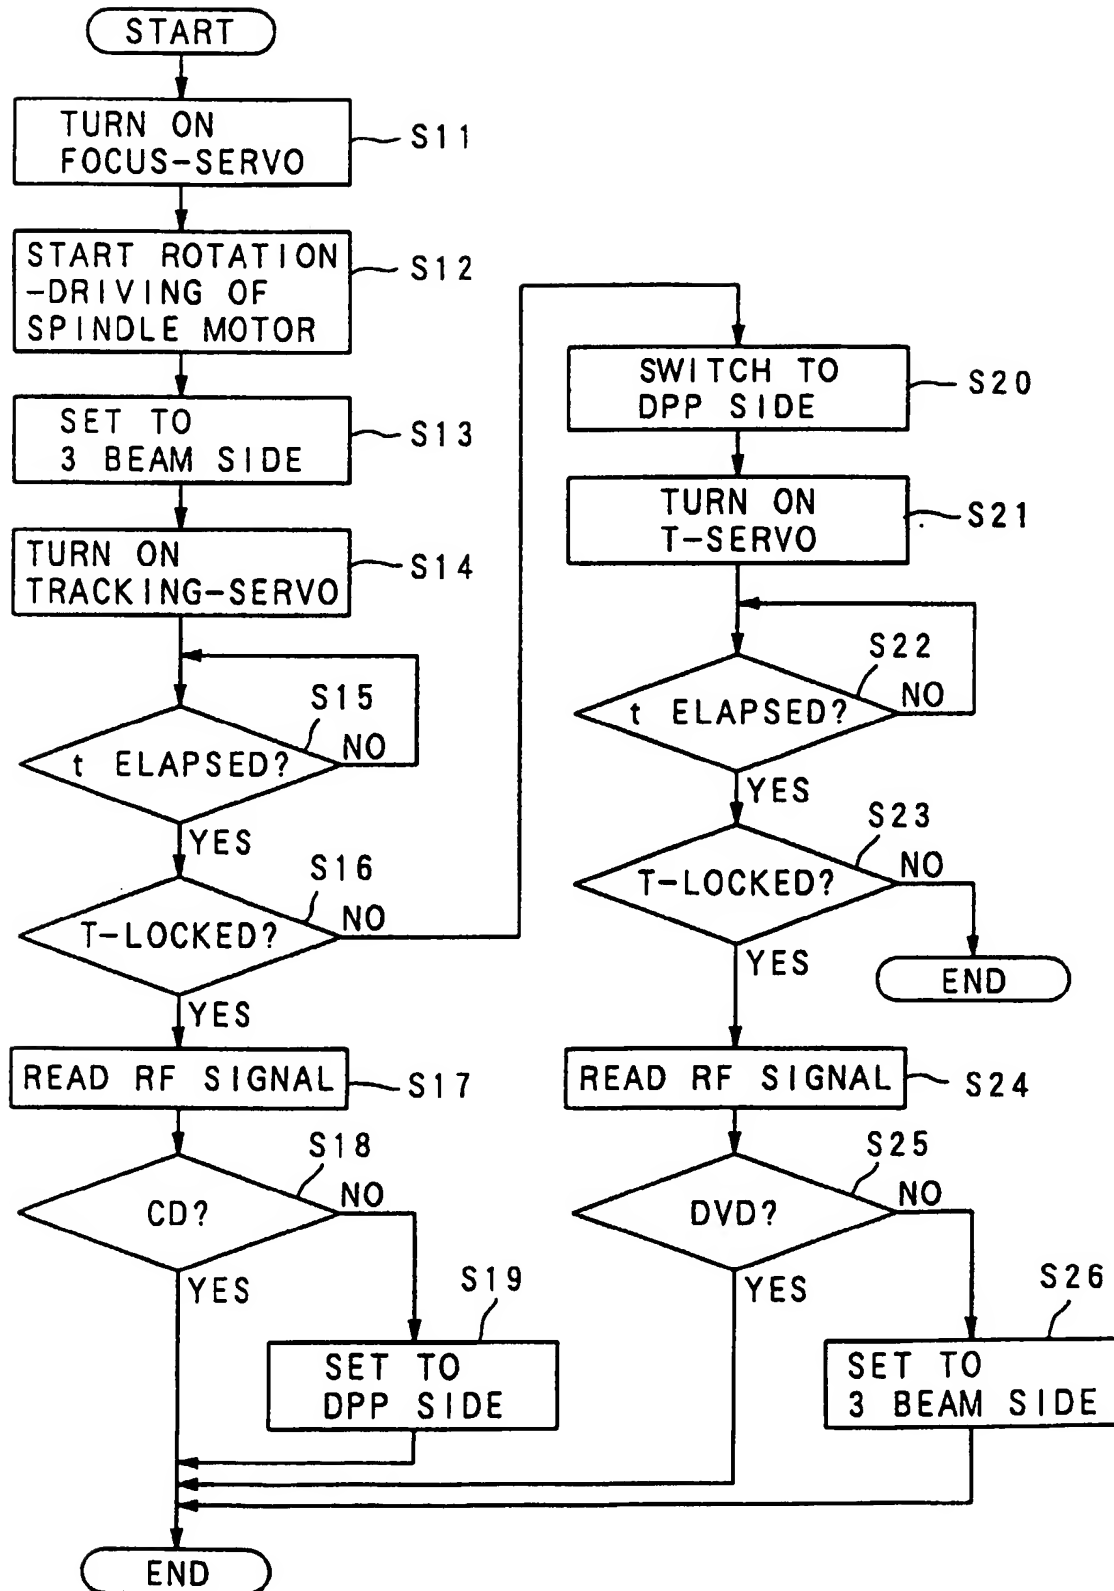 START
TURN ON
FOCUS-SERVO
S11
START ROTATION
-DRIVING OF
SPINDLE MOTOR
S12
SET TO
3 BEAM SIDE
S13
TURN ON
TRACKING-SERVO
S14
S15
t ELAPSED?
NO
YES
S16
T-LOCKED?
NO
YES
READ RF SIGNAL
S17
S18
CD?
NO
YES
S19
SET TO
DPP SIDE
END
SWITCH TO
DPP SIDE
S20
TURN ON
T-SERVO
S21
S22
t ELAPSED?
NO
YES
S23
T-LOCKED?
NO
YES
END
READ RF SIGNAL
S24
S25
DVD?
NO
YES
S26
SET TO
3 BEAM SIDE